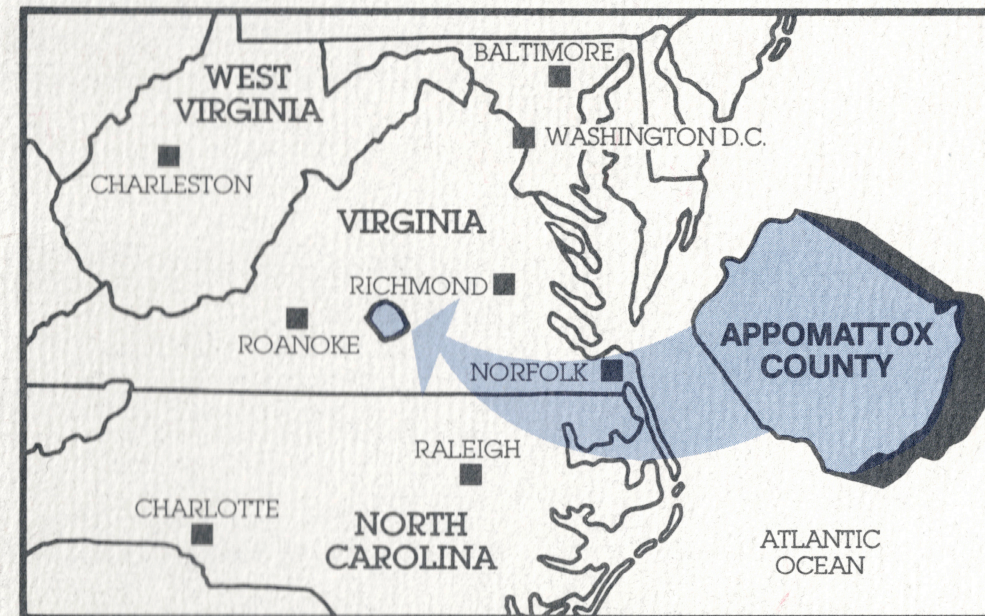 BALTIMORE
WEST
VIRGINIA
WASHINGTON D.C.
CHARLESTON
VIRGINIA
RICHMOND
ROANOKE
APPOMATTOX
COUNTY
NORFOLK
RALEIGH
CHARLOTTE
NORTH
CAROLINA
ATLANTIC
OCEAN